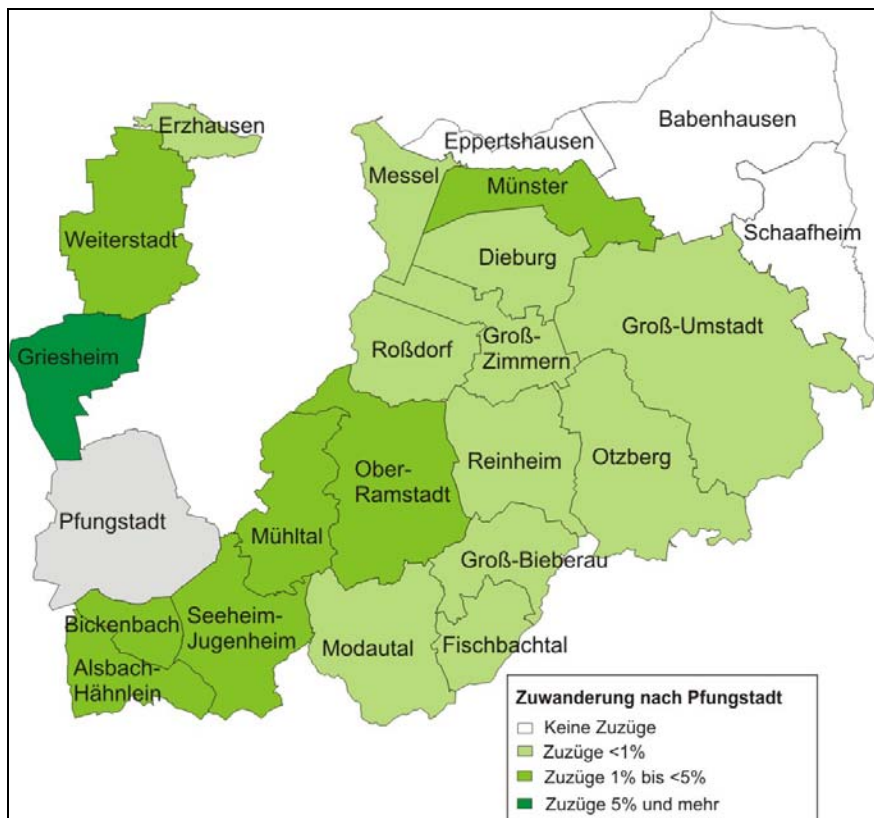 Erzhausen
Babenhausen
Eppertshausen
Messel
Münster
Weiterstadt
Schaafheim
Dieburg
Groß-Umstadt
Griesheim
Roßdorf
Groß-
Zimmern
Reinheim
Otzberg
Ober-
Ramstadt
Pfungstadt
Mühltal
Groß-Bieberau
Bickenbach
Seeheim-
Jugenheim
Modautal
Fischbachtal
Alsbach-
Hähnlein
Zuwanderung nach Pfungstadt
Keine Zuzüge
Zuzüge <1%
Zuzüge 1% bis <5%
Zuzüge 5% und mehr